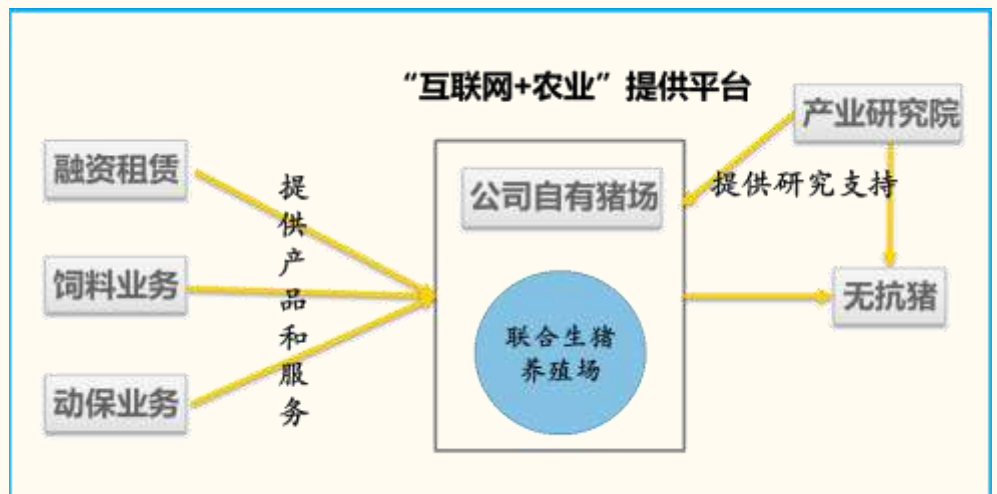 “互联网+农业”提供平台
产业研究院
融资租赁
提供产品和服务
公司自有猪场
提供研究支持
饲料业务
无抗猪
联合生猪
养殖场
动保业务